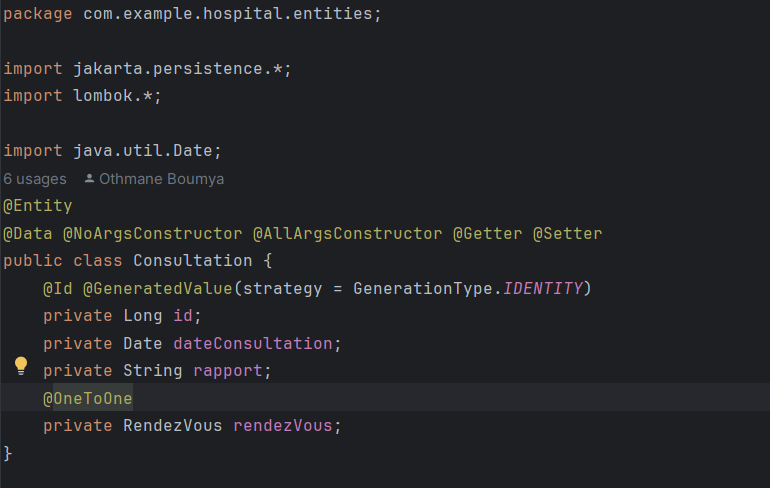 package com.example.hospital.entities;
import jakarta.persistence.*;
import lombok.*;
import java.util.Date;
6 usages Othmane Boumya
@Entity
@Data @NoArgsConstructor @AllArgsConstructor @Getter @Setter
public class Consultation {
@Id @GeneratedValue(strategy = GenerationType.IDENTITY)
private Long id;
private Date dateConsultation;
private String rapport;
@OneToOne
private RendezVous rendezVous;
}